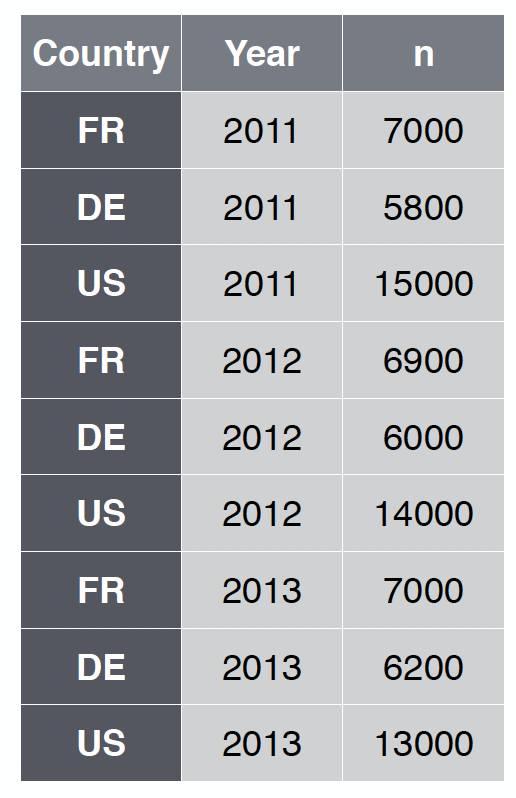 Country Year n
FR 2011 7000
DE 2011 5800
US 2011 15000
FR 2012 6900
DE 2012 6000
US 2012 14000
FR 2013 7000
DE 2013 6200
US 2013 13000